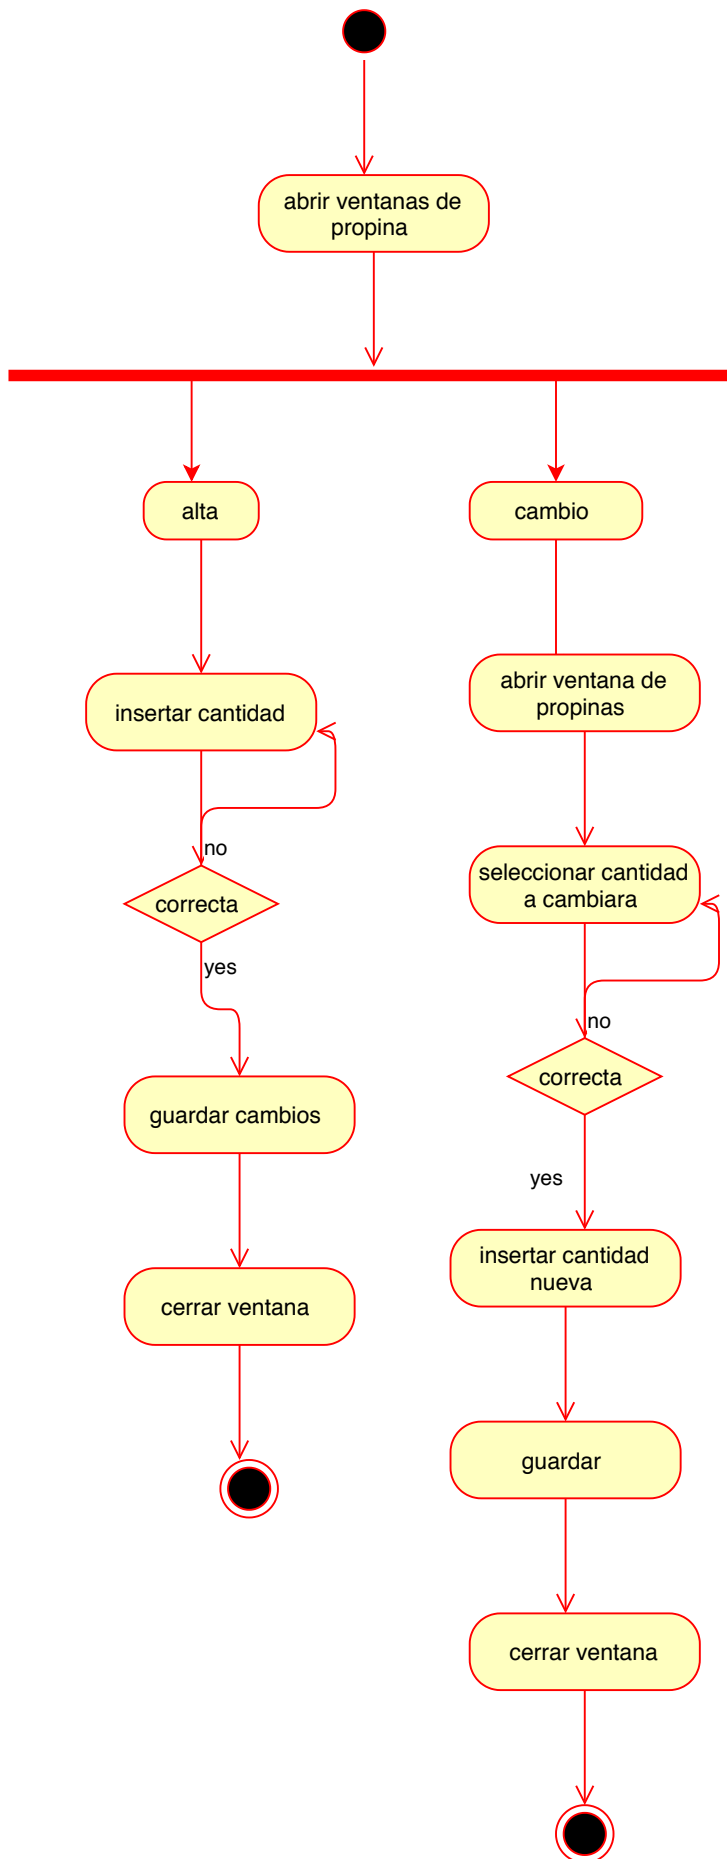 abrir ventanas de
propina
alta
insertar cantidad
no
correcta
yes
guardar cambios
cerrar ventana
cambio
abrir ventana de
propinas
seleccionar cantidad
a cambiara
no
correcta
yes
insertar cantidad
nueva
guardar
cerrar ventana